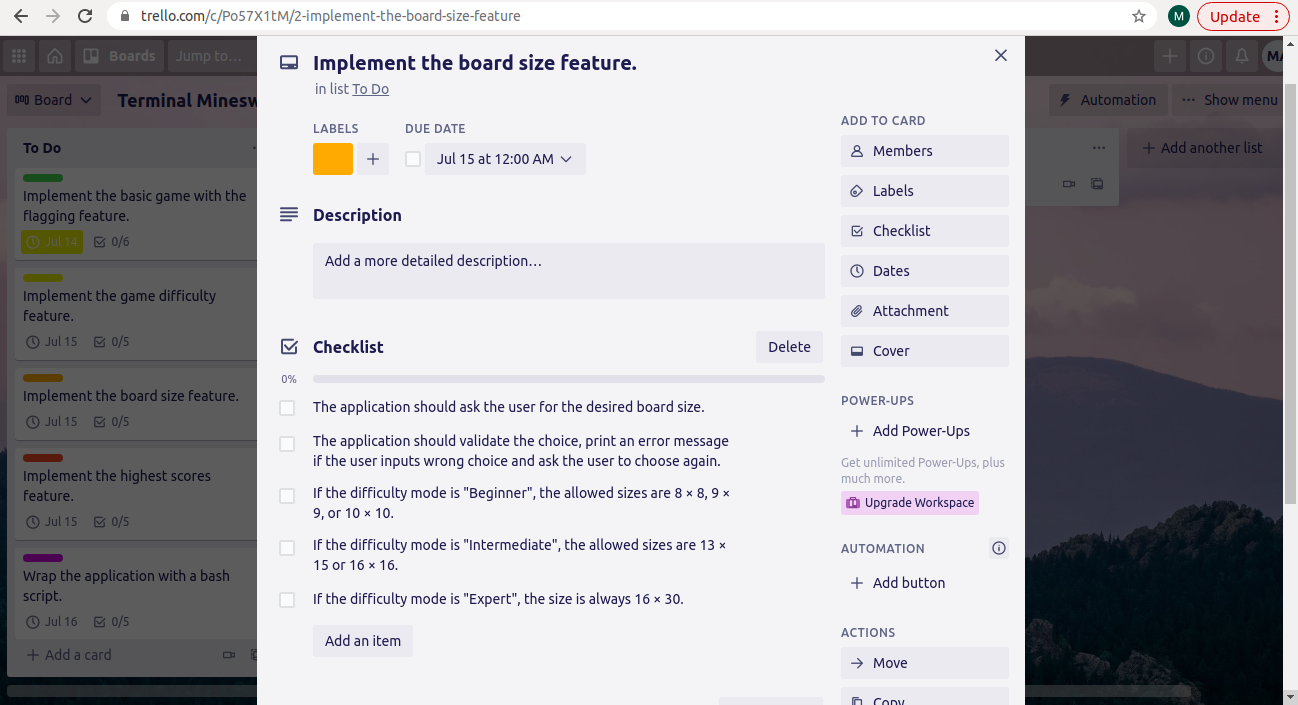 trello.com/c/Po57X1tM/2-implement-the-board-size-feature
M
Update
Boards
Jump to…
MA
Board
Terminal Minesw
Automation
Show menu
To Do
Add another list
Implement the basic game with the
flagging feature.
Jul 14
0/6
Implement the game difficulty
feature.
Jul 15
0/5
Implement the board size feature.
Jul 15
0/5
Implement the highest scores
feature.
Jul 15
0/5
Wrap the application with a bash
script.
Jul 16
0/5
Add a card
Implement the board size feature.
in list To Do
LABELS
DUE DATE
Jul 15 at 12:00 AM
Description
Add a more detailed description…
Checklist
Delete
0%
The application should ask the user for the desired board size.
The application should validate the choice, print an error message
if the user inputs wrong choice and ask the user to choose again.
If the difficulty mode is "Beginner", the allowed sizes are 8 × 8, 9 ×
9, or 10 × 10.
If the difficulty mode is "Intermediate", the allowed sizes are 13 ×
15 or 16 × 16.
If the difficulty mode is "Expert", the size is always 16 × 30.
Add an item
ADD TO CARD
Members
Labels
Checklist
Dates
Attachment
Cover
POWER-UPS
Add Power-Ups
Get unlimited Power-Ups, plus
much more.
Upgrade Workspace
AUTOMATION
Add button
ACTIONS
Move
Copy